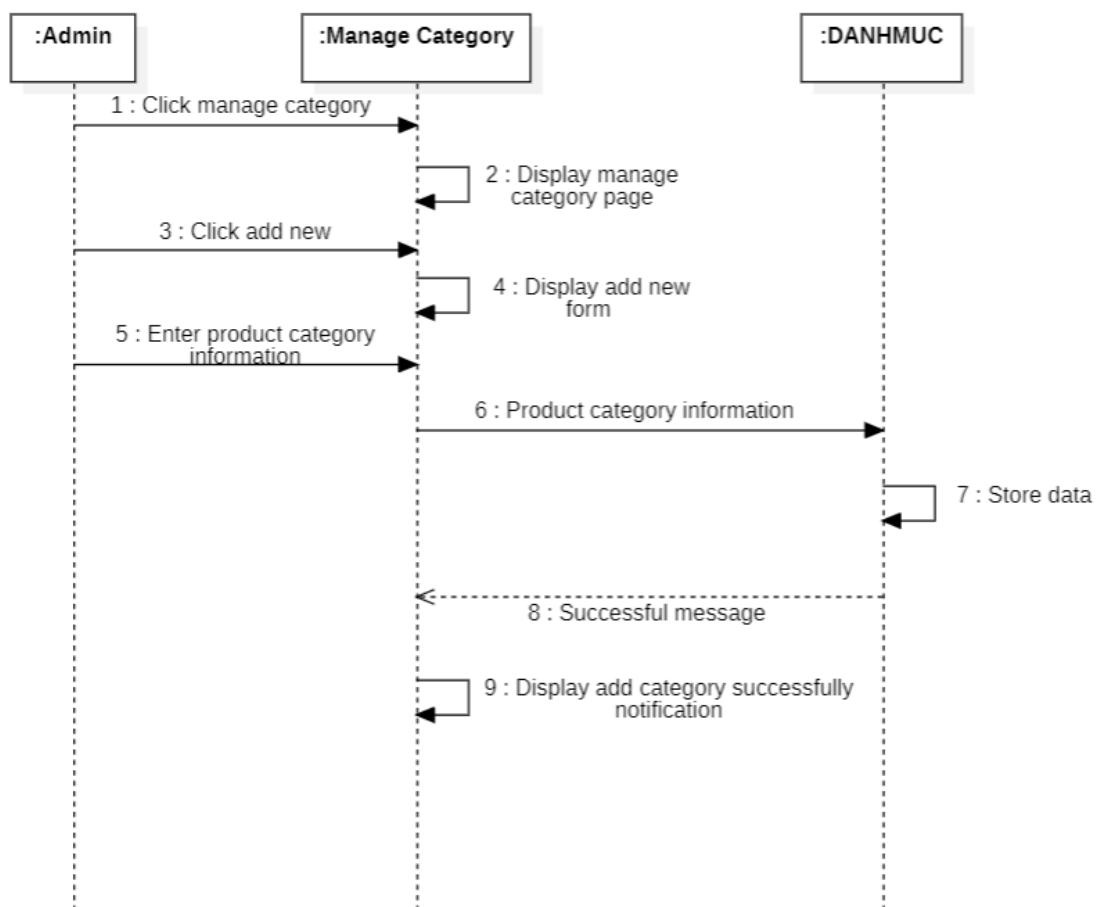 :Admin
:Manage Category
:DANHMUC
1 : Click manage category
2 : Display manage
category page
3 : Click add new
4 : Display add new
form
5 : Enter product category
information
6 : Product category information
7 : Store data
8 : Successful message
9 : Display add category successfully
notification